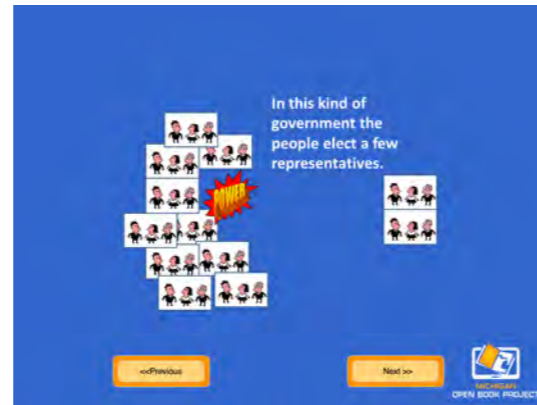 In this kind of
government the
people elect a few
representatives.
POWER
<<Previous
Next >>
MICHIGAN
OPEN BOOK PROJECT